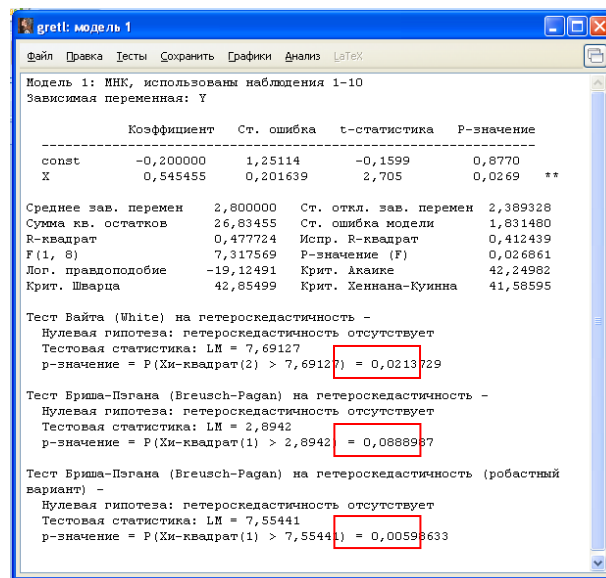 gretl: модель 1
Файл Правка Тесты Сохранить Графики Анализ LaTeX
Модель 1: МНК, использованы наблюдения 1-10
Зависимая переменная: Y
Коэффициент Ст. ошибка t-статистика P-значение
const -0,200000 1,25114 -0,1599 0,8770
X 0,545455 0,201639 2,705 0,0269 **
Среднее зав. перемен 2,800000 Ст. откл. зав. перемен 2,389328
Сумма кв. остатков 26,83455 Ст. ошибка модели 1,831480
R-квадрат 0,477724 Испр. R-квадрат 0,412439
F(1, 8) 7,317569 Р-значение (F) 0,026861
Лог. правдоподобие -19,12491 Крит. Акаике 42,24982
Крит. Шварца 42,85499 Крит. Хеннана-Куинна 41,58595
Тест Вайта (White) на гетероскедастичность -
Нулевая гипотеза: гетероскедастичность отсутствует
Тестовая статистика: LM = 7,69127
p-значение = P(Хи-квадрат(2) > 7,69127) = 0,0213729
Тест Бриша-Пэгана (Breusch-Pagan) на гетероскедастичность -
Нулевая гипотеза: гетероскедастичность отсутствует
Тестовая статистика: LM = 2,8942
p-значение = P(Хи-квадрат(1) > 2,8942) = 0,0888987
Тест Бриша-Пэгана (Breusch-Pagan) на гетероскедастичность (робастный
вариант) -
Нулевая гипотеза: гетероскедастичность отсутствует
Тестовая статистика: LM = 7,55441
p-значение = P(Хи-квадрат(1) > 7,55441) = 0,00598633